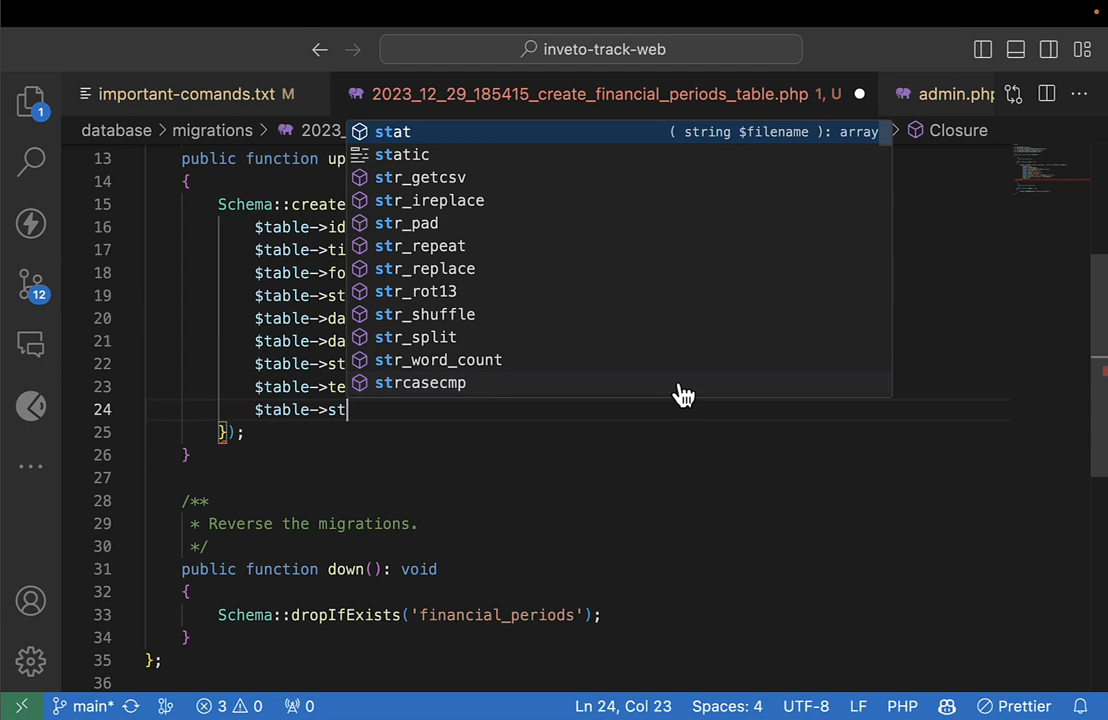 inveto-track-web
important-comands.txt M
2023_12_29_185415_create_financial_periods_table.php 1, U
admin.php
database > migrations > 2023_
Closure
stat ( string $filename ): array
static
str_getcsv
str_ireplace
str_pad
str_repeat
str_replace
str_rot13
str_shuffle
str_split
str_word_count
strcasecmp
13 public function up
14 {
15 Schema::create
16 $table->id
17 $table->ti
18 $table->fo
19 $table->st
20 $table->da
21 $table->da
22 $table->st
23 $table->te
24 $table->st
25 });
26 }
27
28 /**
29 * Reverse the migrations.
30 */
31 public function down(): void
32 {
33 Schema::dropIfExists('financial_periods');
34 }
35 };
36
1
12
main* 3 0 0 Ln 24, Col 23 Spaces: 4 UTF-8 LF PHP Prettier